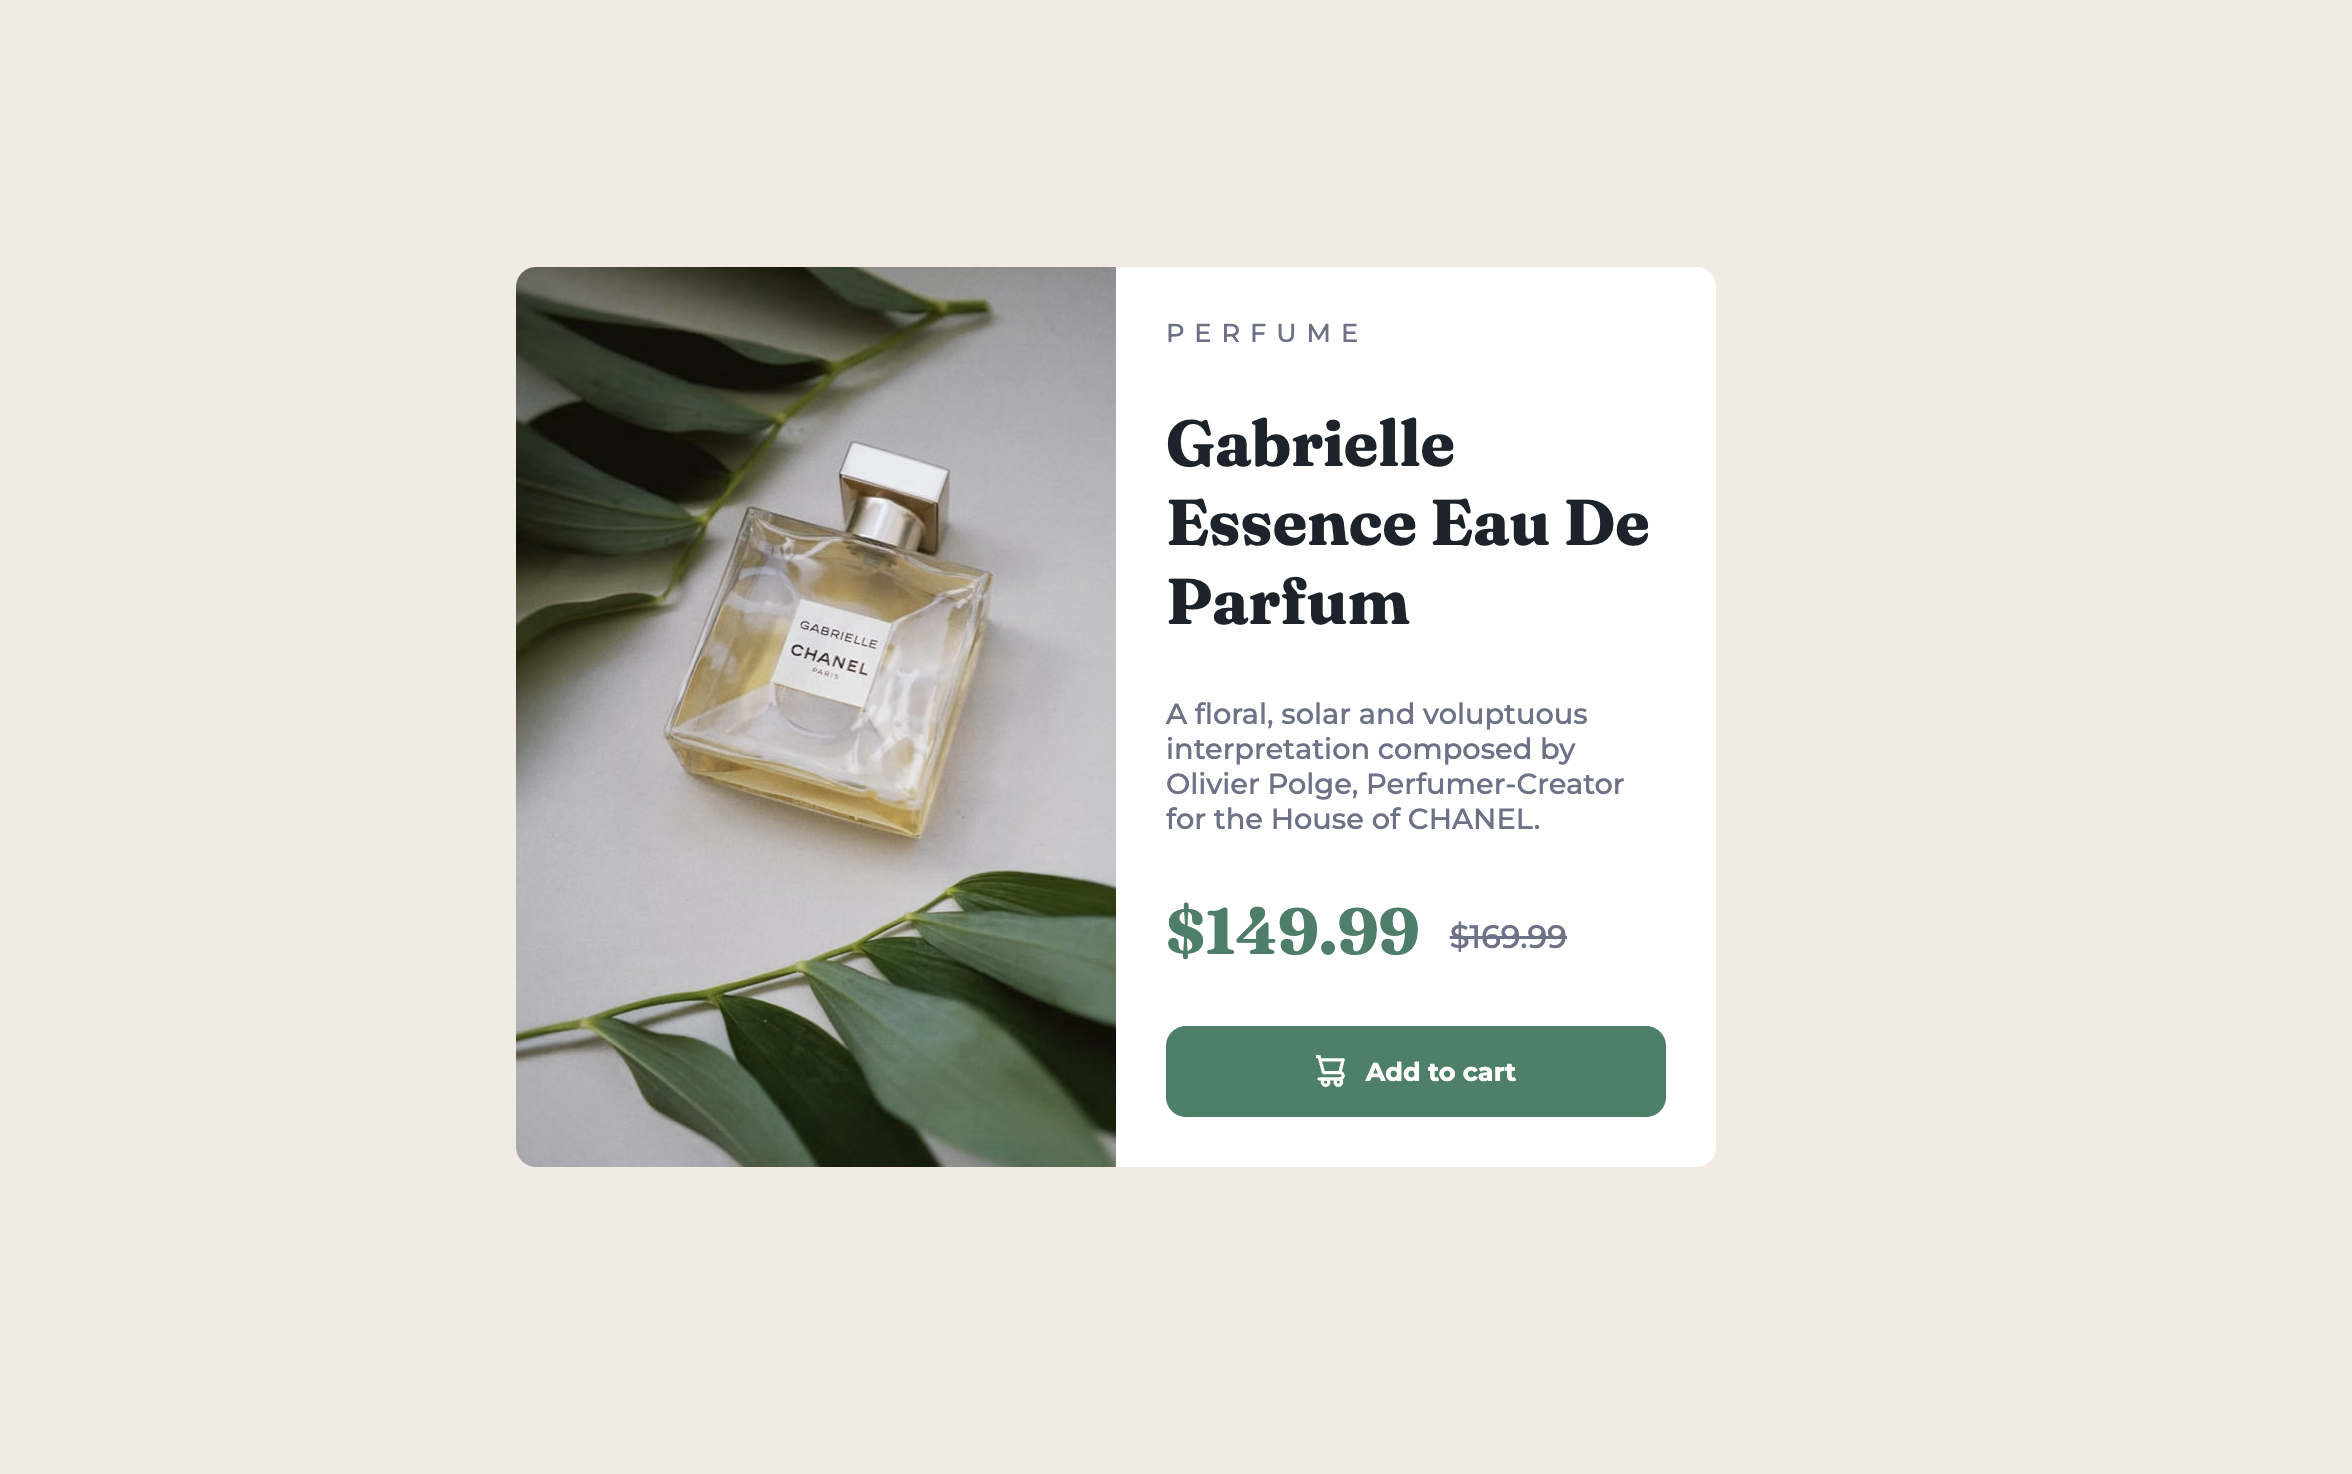 GABRIELLE
CHANEL
PARIS
PERFUME
Gabrielle
Essence Eau De
Parfum
A floral, solar and voluptuous
interpretation composed by
Olivier Polge, Perfumer-Creator
for the House of CHANEL.
$149.99 $169.99
Add to cart